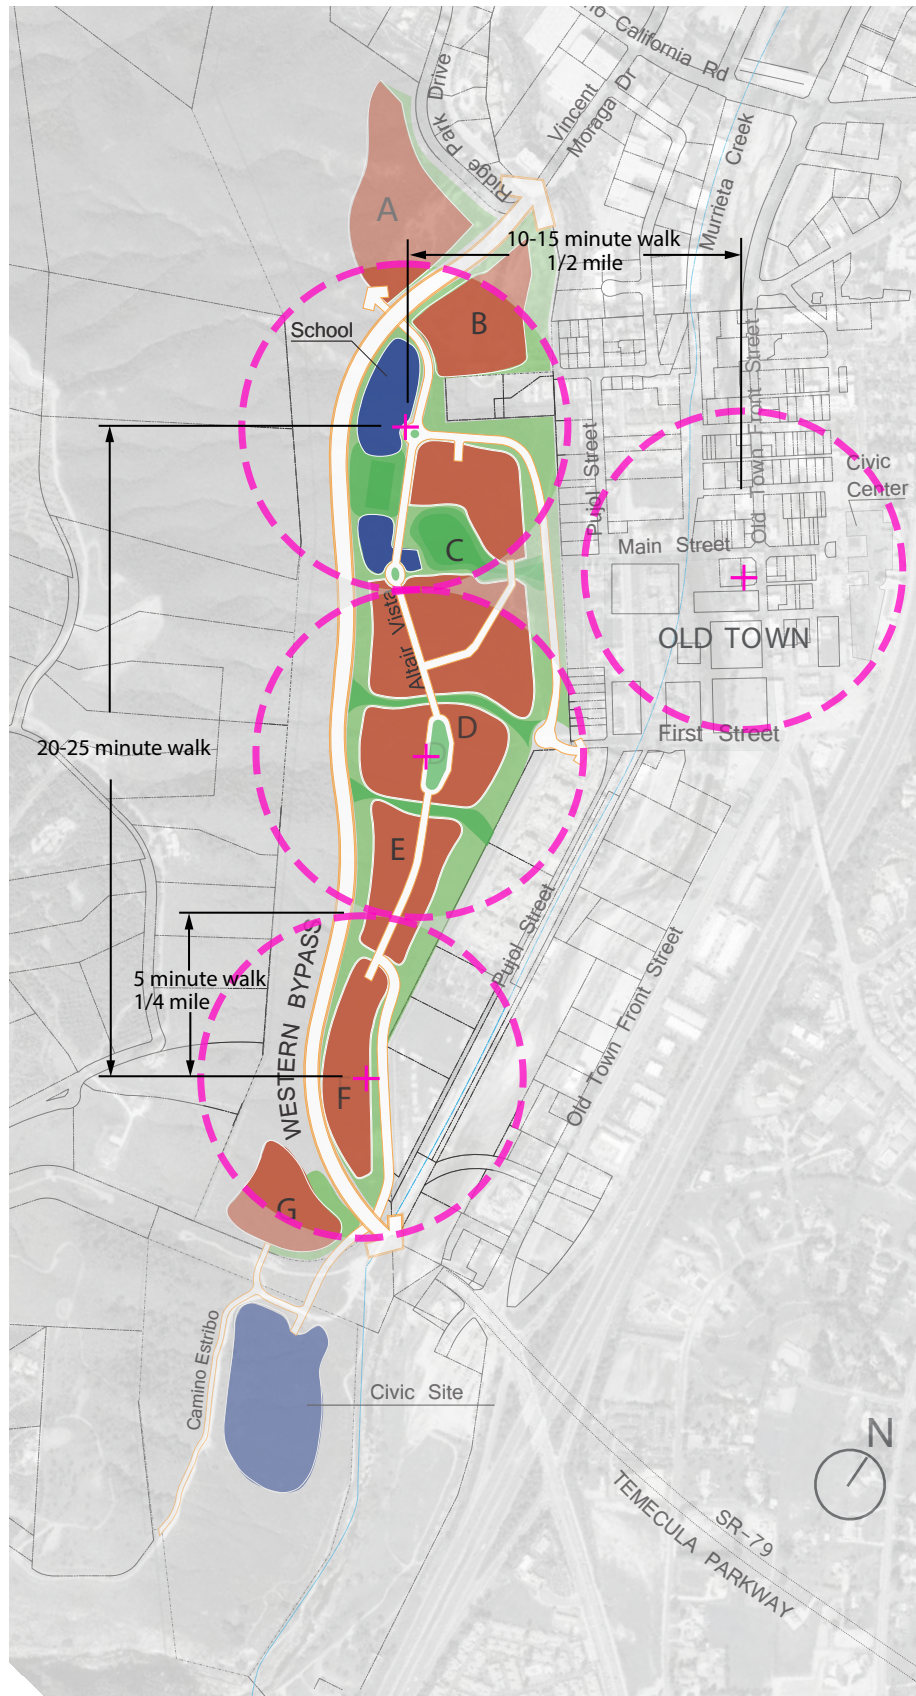 o California Rd
Ridge Park Drive
Vincent
Moraga Dr
Murrieta Creek
A
10-15 minute walk
1/2 mile
B
School
Old Town Front Street
Pujol Street
Civic
Center
Main Street
C
Altair Vista
OLD TOWN
D
D
First Street
20-25 minute walk
E
Pujol Street
WESTERN BYPASS
5 minute walk
1/4 mile
Old Town Front Street
F
G
Camino Estribo
Civic Site
N
SR-79
TEMECULA PARKWAY